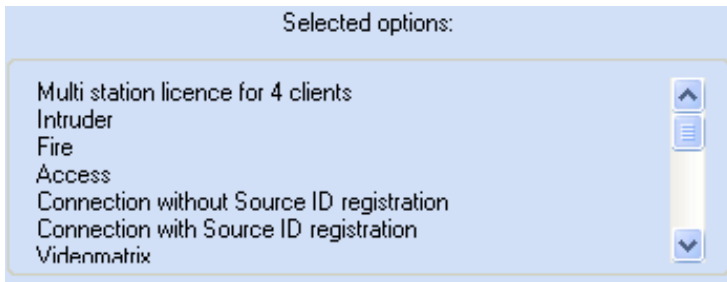 Selected options:
Multi station licence for 4 clients
Intruder
Fire
Access
Connection without Source ID registration
Connection with Source ID registration
Videomatrix